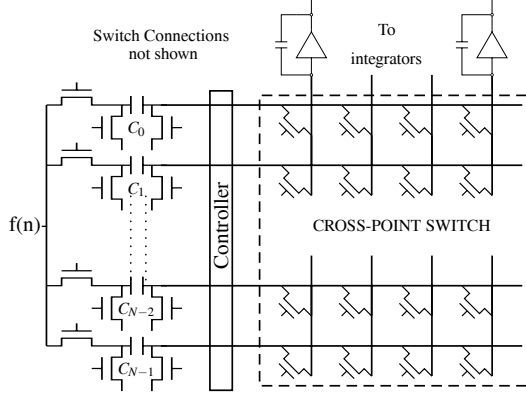 Switch Connections
not shown
To
integrators
C0
C1
f(n)
Controller
CROSS-POINT SWITCH
CN−2
CN−1